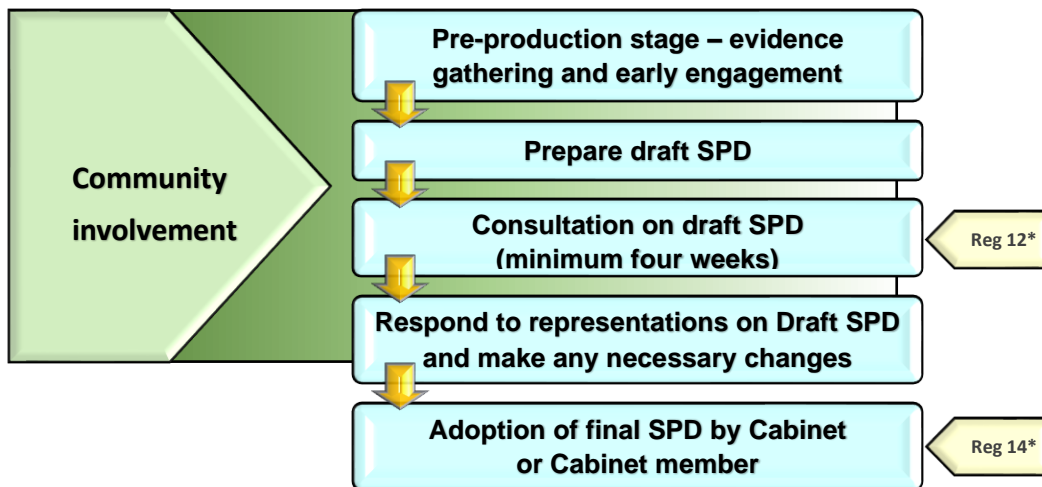 Pre-production stage – evidence
gathering and early engagement
Prepare draft SPD
Community
involvement
Consultation on draft SPD
(minimum four weeks)
Reg 12*
Respond to representations on Draft SPD
and make any necessary changes
Adoption of final SPD by Cabinet
or Cabinet member
Reg 14*